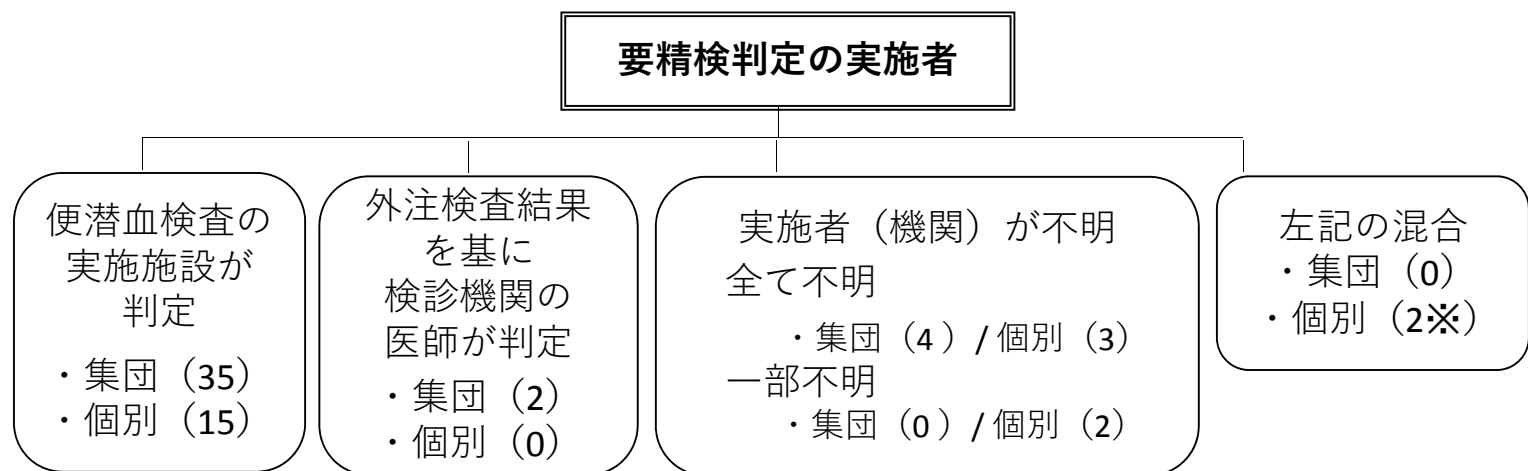 要精検判定の実施者
便潜血検査の
実施施設が
判定
・集団（35）
・個別（15）
外注検査結果
を基に
検診機関の
医師が判定
・集団（2）
・個別（0）
実施者（機関）が不明
全て不明
・集団（4 ）/ 個別（3）
一部不明
・集団（0 ）/ 個別（2）
左記の混合
・集団（0）
・個別（2※）